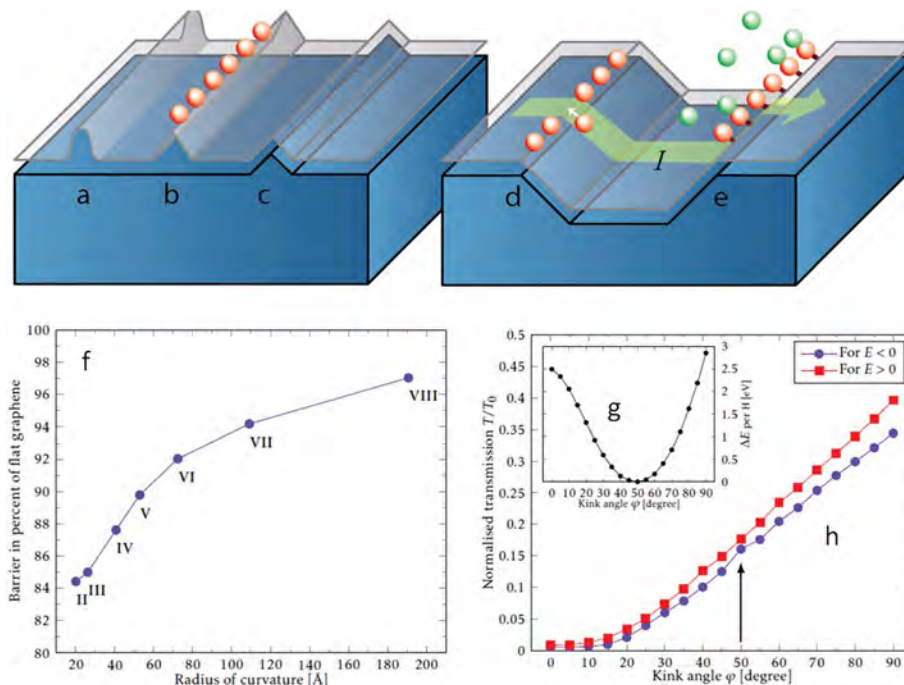 a
b
c
d
I
e
f
Barrier in percent of flat graphene
100
98
96
94
92
90
88
86
84
82
80
II
III
IV
V
VI
VII
VIII
20 40 60 80 100 120 140 160 180 200
Radius of curvature [Å]
Normalised transmission T/T0
0.5
0.45
0.4
0.35
0.3
0.25
0.2
0.15
0.1
0.05
0
g
3
2.5
2
1.5
1
0.5
0
ΔE per H [eV]
0 10 20 30 40 50 60 70 80 90
Kink angle φ [degree]
For E < 0
For E > 0
h
0 10 20 30 40 50 60 70 80 90
Kink angle φ [degree]